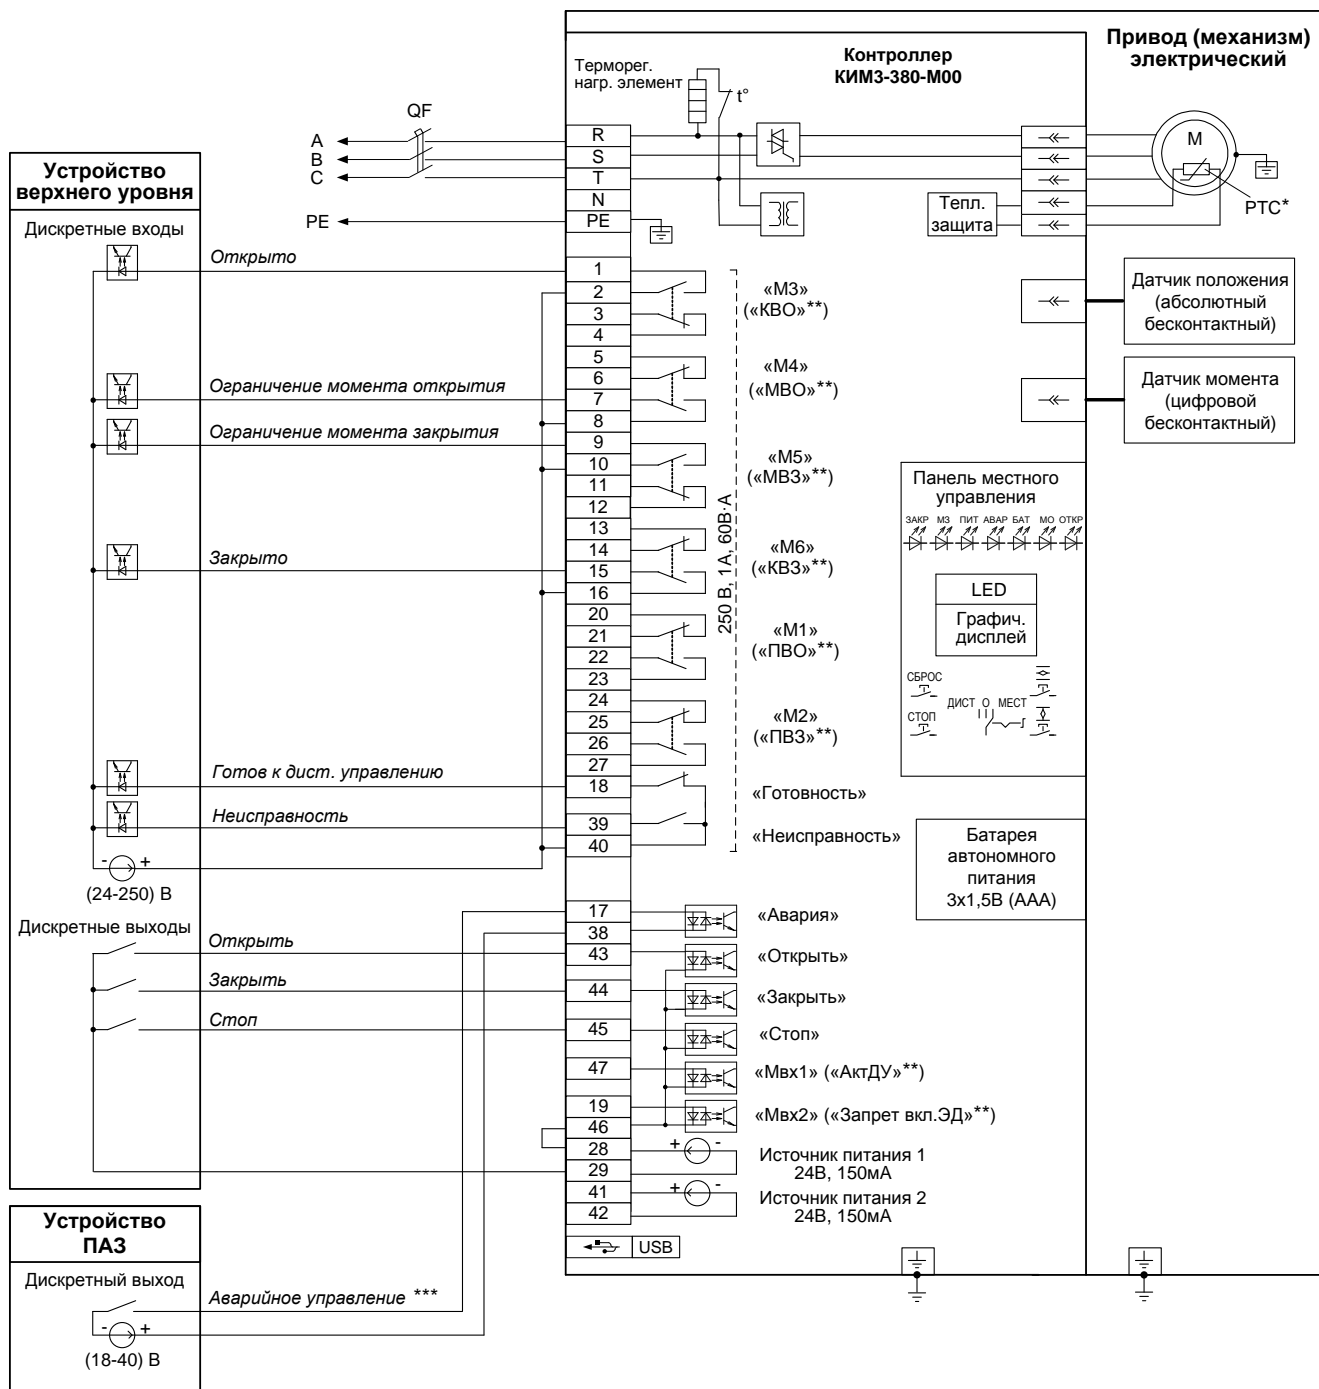 Привод (механизм)
электрический
Контроллер
КИМ3-380-М00
Терморег.
нагр. элемент
t°
QF
A
B
C
PE
R
S
T
N
PE
M
PTC*
Тепл.
защита
Устройство
верхнего уровня
Дискретные входы
Открыто
Ограничение момента открытия
Ограничение момента закрытия
Закрыто
Готов к дист. управлению
Неисправность
- +
(24-250) В
Дискретные выходы
Открыть
Закрыть
Стоп
Устройство
ПАЗ
Дискретный выход
Аварийное управление ***
- +
(18-40) В
1
2
3
4
5
6
7
8
9
10
11
12
13
14
15
16
20
21
22
23
24
25
26
27
18
39
40
17
38
43
44
45
47
19
46
28
29
41
42
USB
«М3»
(«КВО»**)
«М4»
(«МВО»**)
«М5»
(«МВЗ»**)
«М6»
(«КВЗ»**)
«М1»
(«ПВО»**)
«М2»
(«ПВЗ»**)
250 В, 1А, 60В·А
«Готовность»
«Неисправность»
«Авария»
«Открыть»
«Закрыть»
«Стоп»
«Мвх1» («АктДУ»**)
«Мвх2» («Запрет вкл.ЭД»**)
+ -
Источник питания 1
24В, 150мА
+ -
Источник питания 2
24В, 150мА
Датчик положения
(абсолютный
бесконтактный)
Датчик момента
(цифровой
бесконтактный)
Панель местного
управления
ЗАКР МЗ ПИТ АВАР БАТ МО ОТКР
LED
Графич.
дисплей
СБРОС
ДИСТ О МЕСТ
СТОП
Батарея
автономного
питания
3х1,5В (ААА)